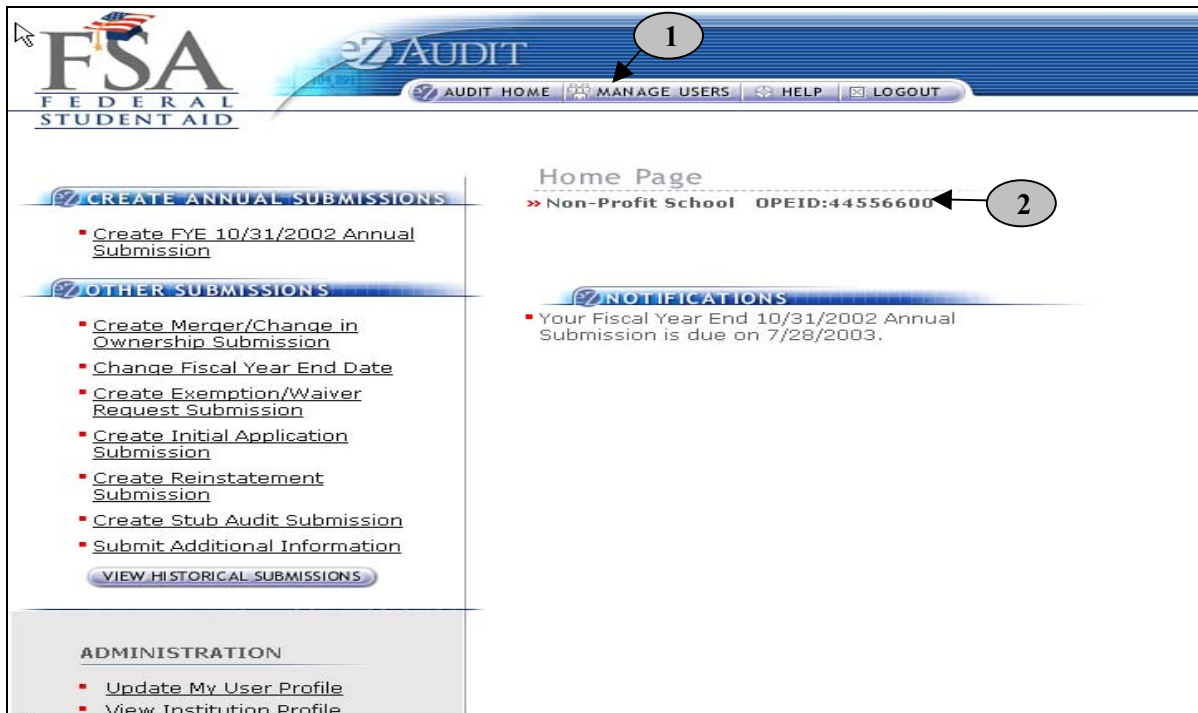 FSA
FEDERAL
STUDENT AID
eZ AUDIT
1
eZ AUDIT HOME MANAGE USERS HELP LOGOUT
eZ CREATE ANNUAL SUBMISSIONS
Create FYE 10/31/2002 Annual
Submission
eZ OTHER SUBMISSIONS
Create Merger/Change in
Ownership Submission
Change Fiscal Year End Date
Create Exemption/Waiver
Request Submission
Create Initial Application
Submission
Create Reinstatement
Submission
Create Stub Audit Submission
Submit Additional Information
VIEW HISTORICAL SUBMISSIONS
ADMINISTRATION
Update My User Profile
View Institution Profile
Home Page
» Non-Profit School OPEID:44556600
2
eZ NOTIFICATIONS
Your Fiscal Year End 10/31/2002 Annual
Submission is due on 7/28/2003.